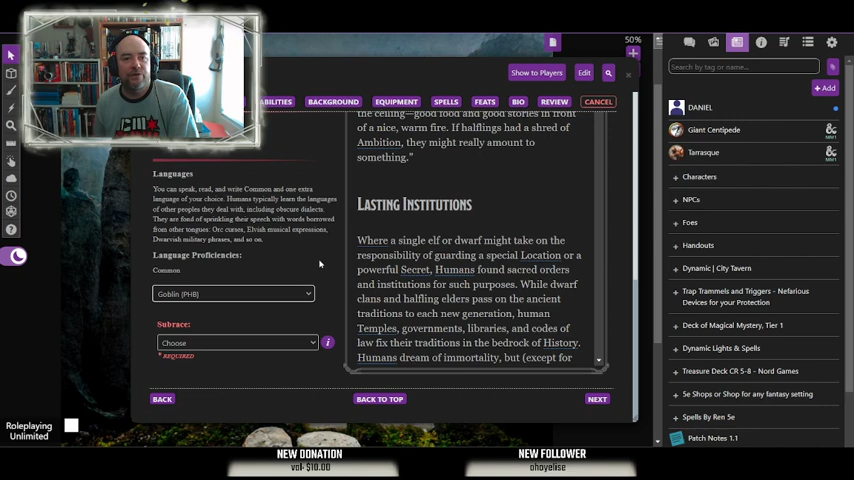 50%
Show to Players
Edit
ABILITIES
BACKGROUND
EQUIPMENT
SPELLS
FEATS
BIO
REVIEW
CANCEL
the ceiling—good food and good stories in front
of a nice, warm fire. If halflings had a shred of
Ambition, they might really amount to
something.”
Languages
You can speak, read, and write Common and one extra
language of your choice. Humans typically learn the languages
of other peoples they deal with, including obscure dialects.
They are fond of sprinkling their speech with words borrowed
from other tongues: Orc curses, Elvish musical expressions,
Dwarvish military phrases, and so on.
Language Proficiencies:
Common
Goblin (PHB)
Subrace:
Choose
* REQUIRED
LASTING INSTITUTIONS
Where a single elf or dwarf might take on the
responsibility of guarding a special Location or a
powerful Secret, Humans found sacred orders
and institutions for such purposes. While dwarf
clans and halfling elders pass on the ancient
traditions to each new generation, human
Temples, governments, libraries, and codes of
law fix their traditions in the bedrock of History.
Humans dream of immortality, but (except for
BACK
BACK TO TOP
NEXT
Search by tag or name...
+ Add
DANIEL
Giant Centipede
MM1
Tarrasque
MM1
+ Characters
+ NPCs
+ Foes
+ Handouts
+ Dynamic | City Tavern
+ Trap Trammels and Triggers - Nefarious
Devices for your Protection
+ Deck of Magical Mystery, Tier 1
+ Dynamic Lights & Spells
+ Treasure Deck CR 5-8 - Nord Games
+ 5e Shops or Shop for any fantasy setting
+ Spells By Ren 5e
Patch Notes 1.1
Roleplaying
Unlimited
NEW DONATION
vol- $10.00
NEW FOLLOWER
ahoyelise